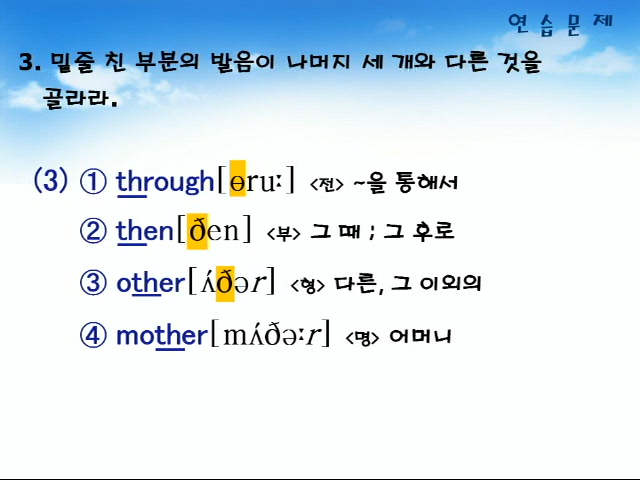 연습문제
3. 밑줄 친 부분의 발음이 나머지 세 개와 다른 것을
골라라.
(3) ① through[ɵruː] <전> ~을 통해서
② then[ðen] <부> 그 때 ; 그 후로
③ other[ʎ́ðər] <형> 다른, 그 이외의
④ mother[mʎ́ðəːr] <명> 어머니